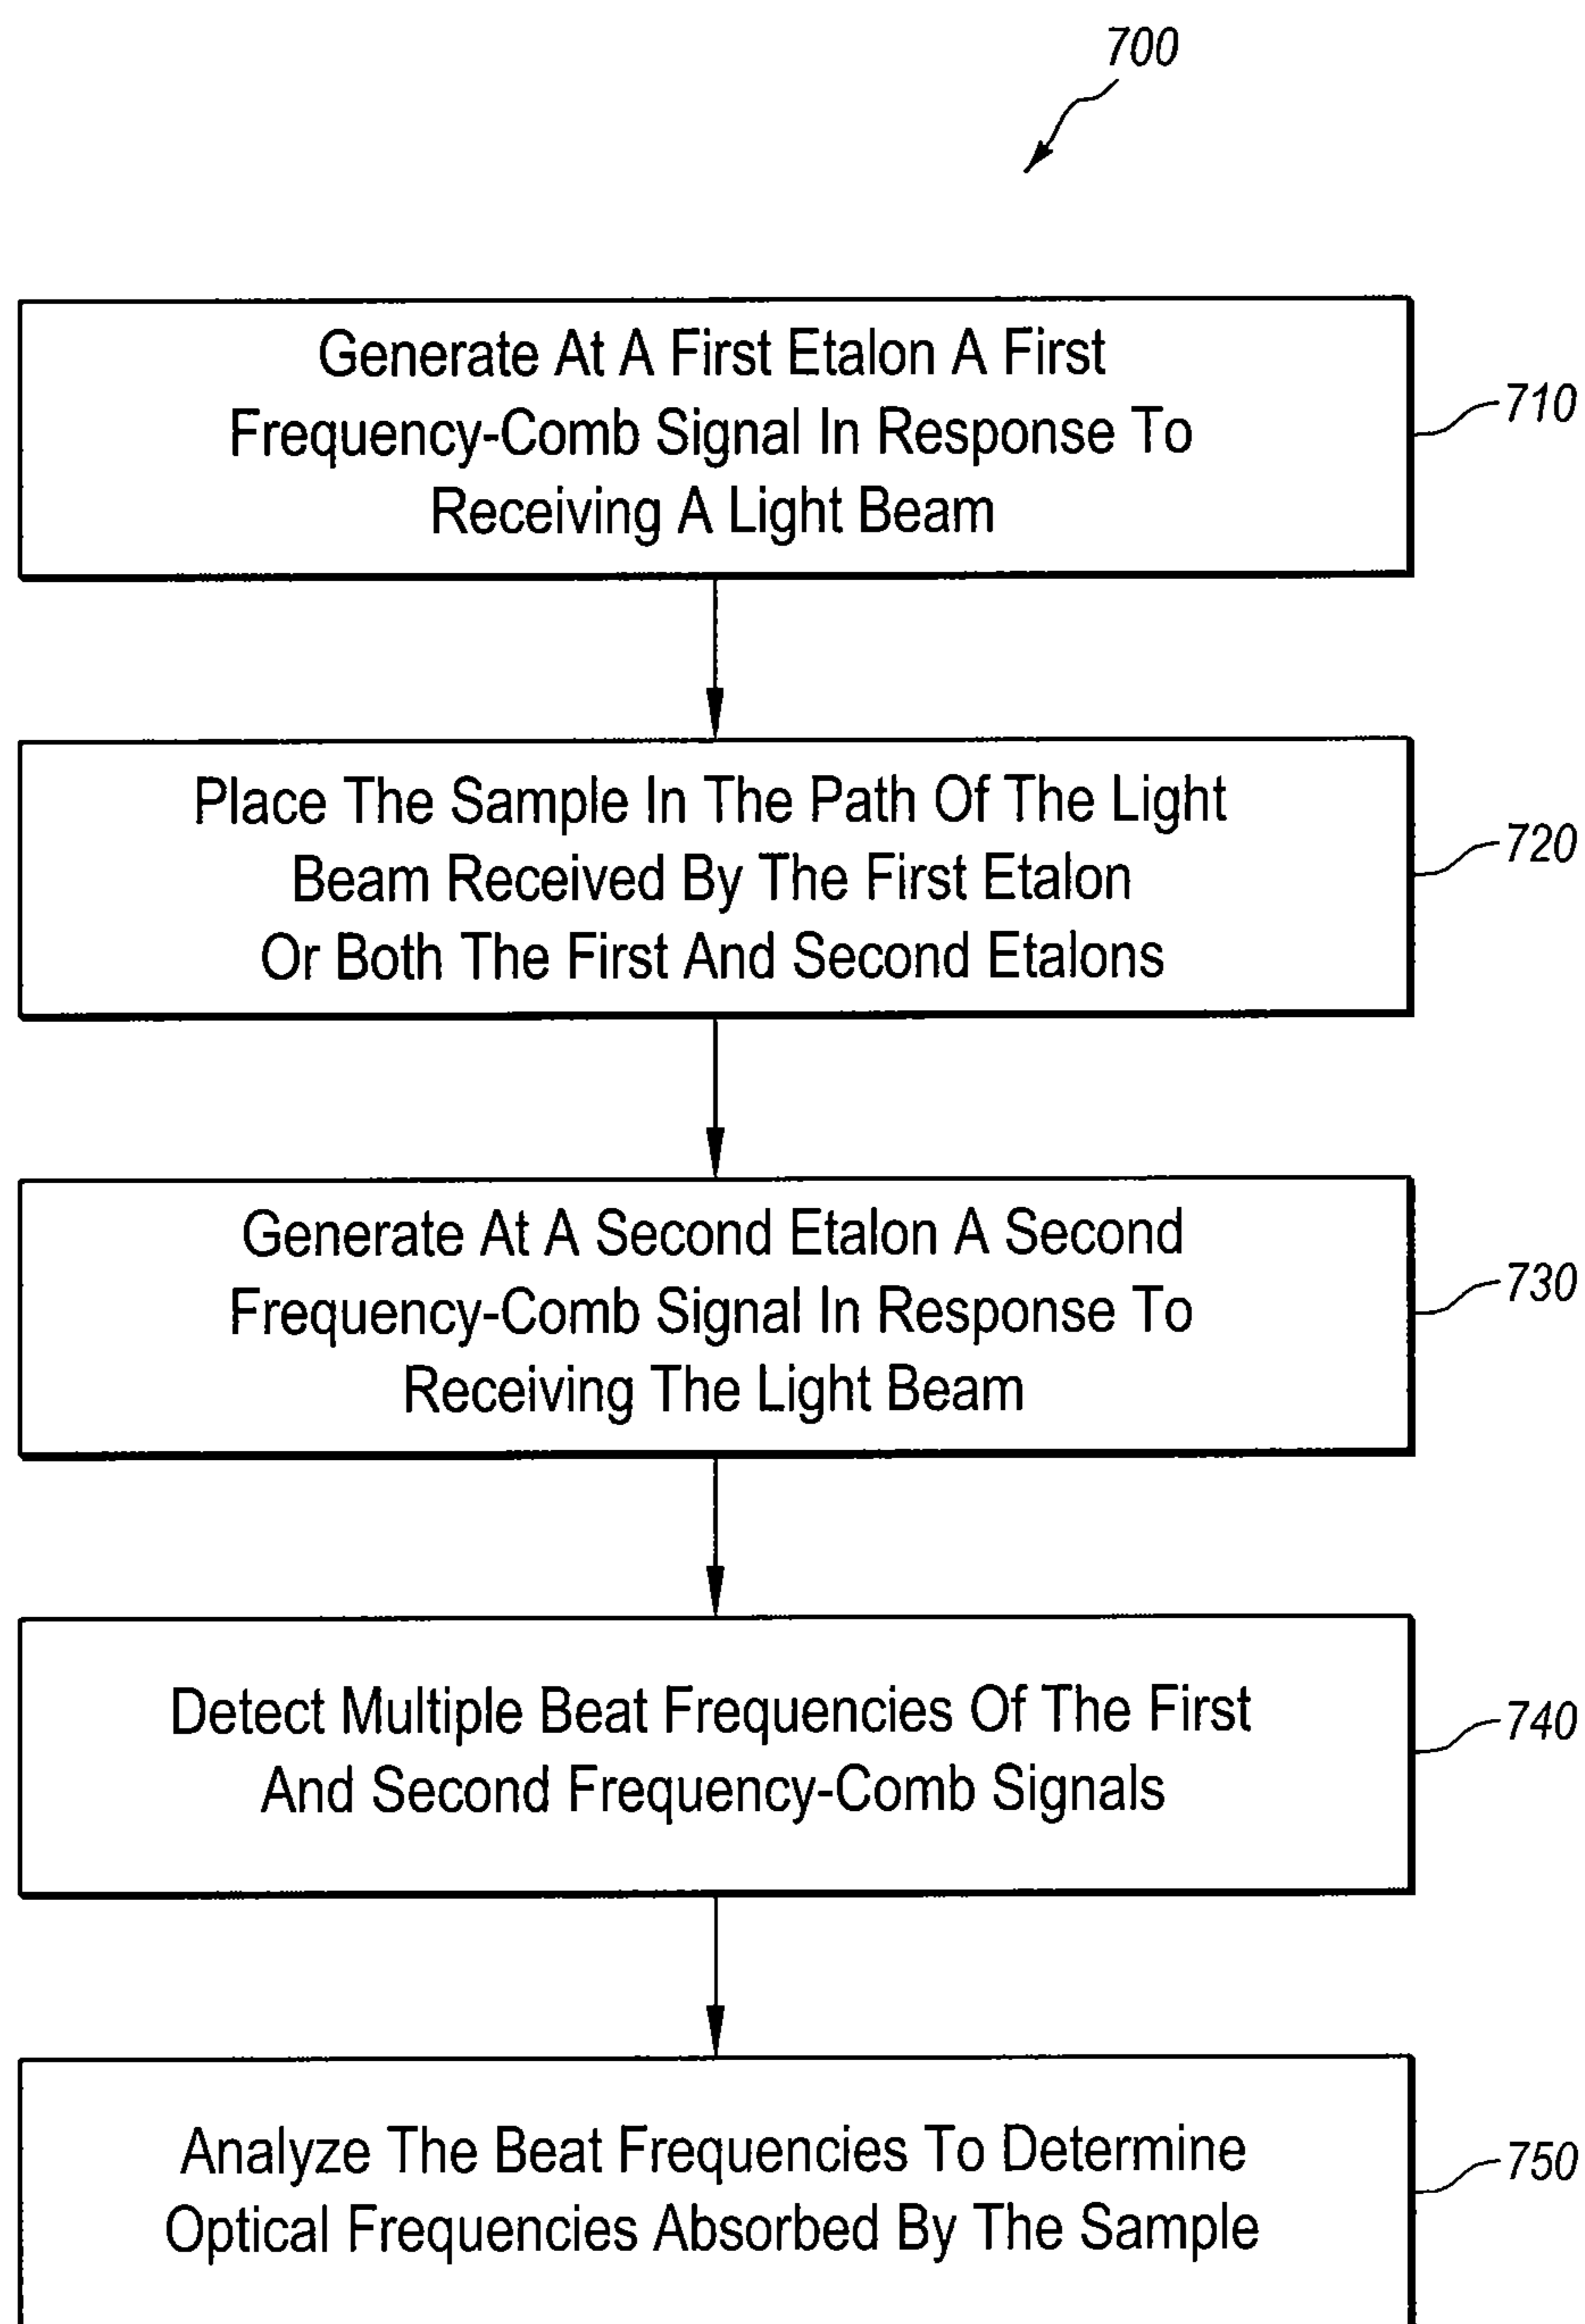 700
Generate At A First Etalon A First
Frequency-Comb Signal In Response To
Receiving A Light Beam
710
Place The Sample In The Path Of The Light
Beam Received By The First Etalon
Or Both The First And Second Etalons
720
Generate At A Second Etalon A Second
Frequency-Comb Signal In Response To
Receiving The Light Beam
730
Detect Multiple Beat Frequencies Of The First
And Second Frequency-Comb Signals
740
Analyze The Beat Frequencies To Determine
Optical Frequencies Absorbed By The Sample
750